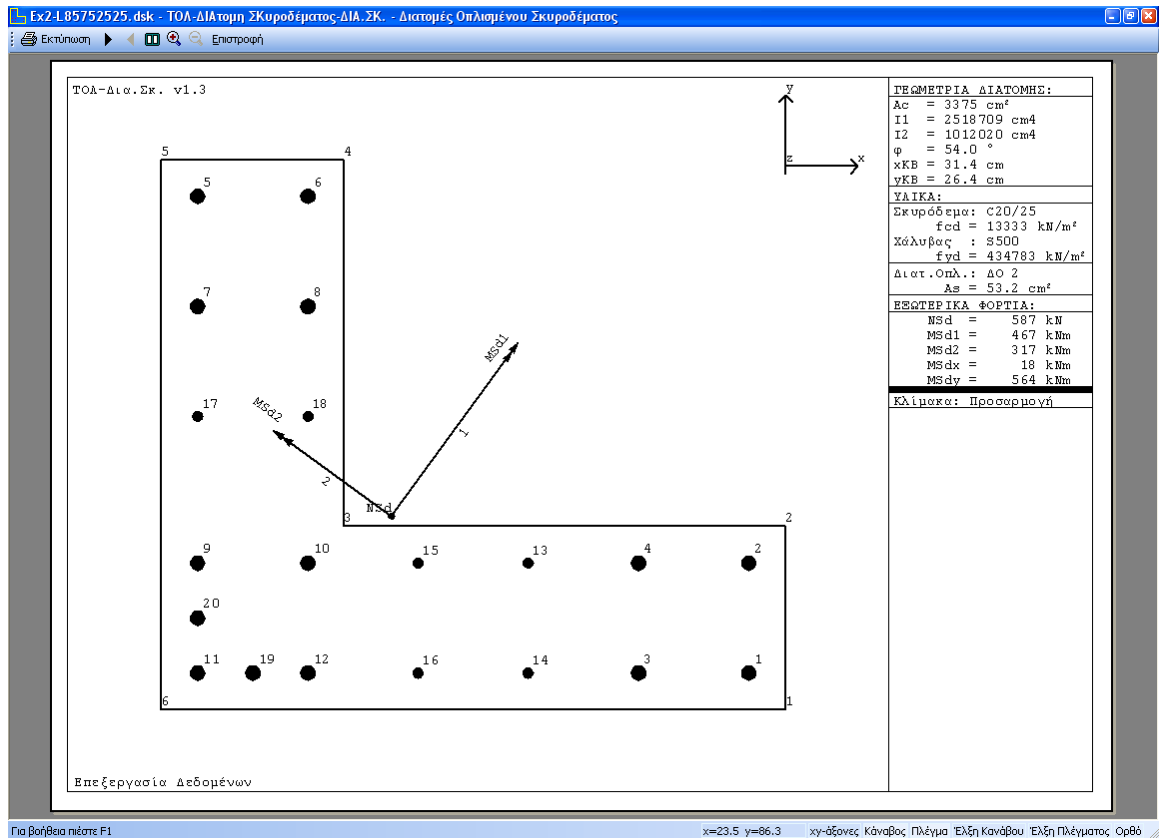 Ex2-L85752525.dsk - ΤΟΛ-ΔΙΑτομη ΣΚυροδέματος-ΔΙΑ.ΣΚ. - Διατομές Οπλισμένου Σκυροδέματος
Εκτύπωση Επιστροφή
ΤΟΛ-Δια.Σκ. v1.3
y
z
x
5
4
5
6
7
8
MSd1
17
18
MSd2
1
2
NSd
3
2
9
10
15
13
4
2
20
11
19
12
16
14
3
1
6
1
Επεξεργασία Δεδομένων
ΓΕΩΜΕΤΡΙΑ ΔΙΑΤΟΜΗΣ:
Ac = 3375 cm²
I1 = 2518709 cm4
I2 = 1012020 cm4
φ = 54.0 °
xKB = 31.4 cm
yKB = 26.4 cm
ΥΛΙΚΑ:
Σκυρόδεμα: C20/25
fcd = 13333 kN/m²
Χάλυβας : S500
fyd = 434783 kN/m²
Διατ.Οπλ.: ΔΟ 2
As = 53.2 cm²
ΕΞΩΤΕΡΙΚΑ ΦΟΡΤΙΑ:
NSd = 587 kN
MSd1 = 467 kNm
MSd2 = 317 kNm
MSdx = 18 kNm
MSdy = 564 kNm
Κλίμακα: Προσαρμογή
Για βοήθεια πιέστε F1
x=23.5 y=86.3 xy-άξονες Κάναβος Πλέγμα Έλξη Κανάβου Έλξη Πλέγματος Ορθό